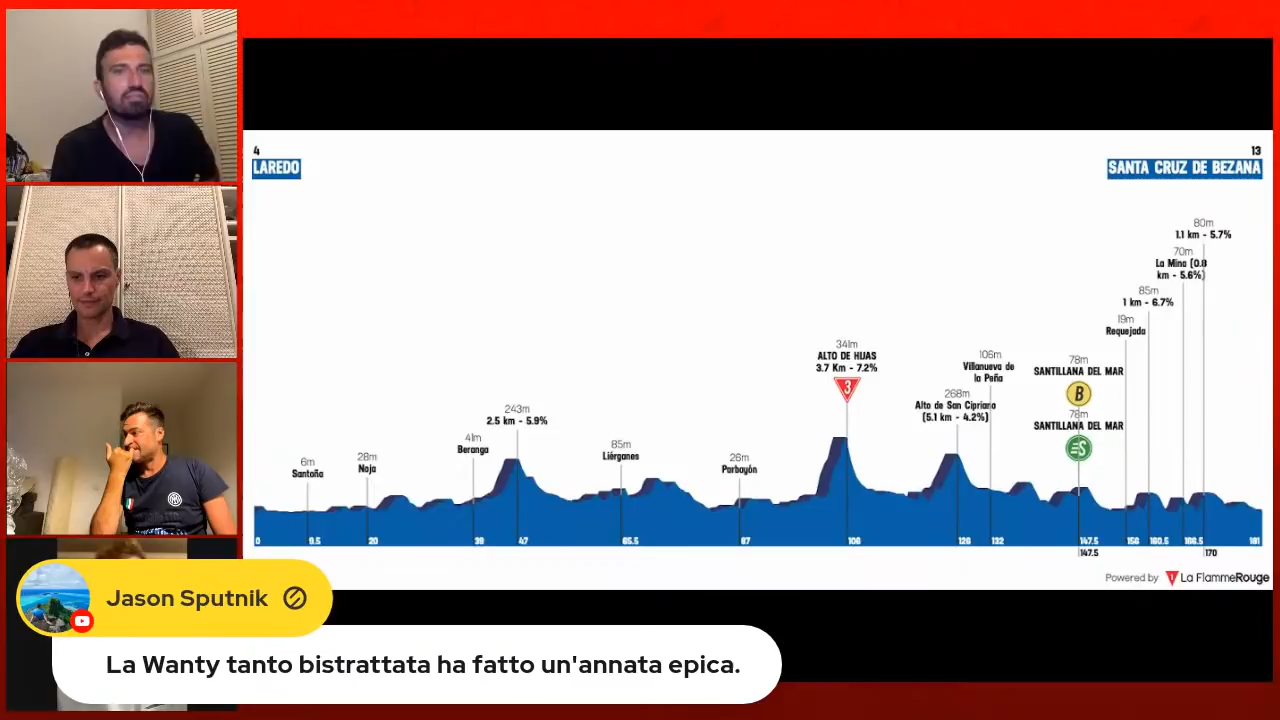 4
LAREDO
13
SANTA CRUZ DE BEZANA
80m
1.1 km - 5.7%
70m
La Mina (0.8
km - 5.6%)
85m
1 km - 6.7%
19m
Requejada
341m
ALTO DE HIJAS
3.7 Km - 7.2%
3
106m
Villanueva de
la Peña
78m
SANTILLANA DEL MAR
B
78m
SANTILLANA DEL MAR
S
268m
Alto de San Cipriano
(5.1 km - 4.2%)
243m
2.5 km - 5.9%
41m
Beranga
85m
Liérganes
28m
Noja
6m
Santoña
26m
Parbayón
0 9.5 20 39 47 65.5 87 106 126 132 147.5 156 160.5 166.5 170 181
147.5
Powered by La FlammeRouge
Jason Sputnik
La Wanty tanto bistrattata ha fatto un'annata epica.